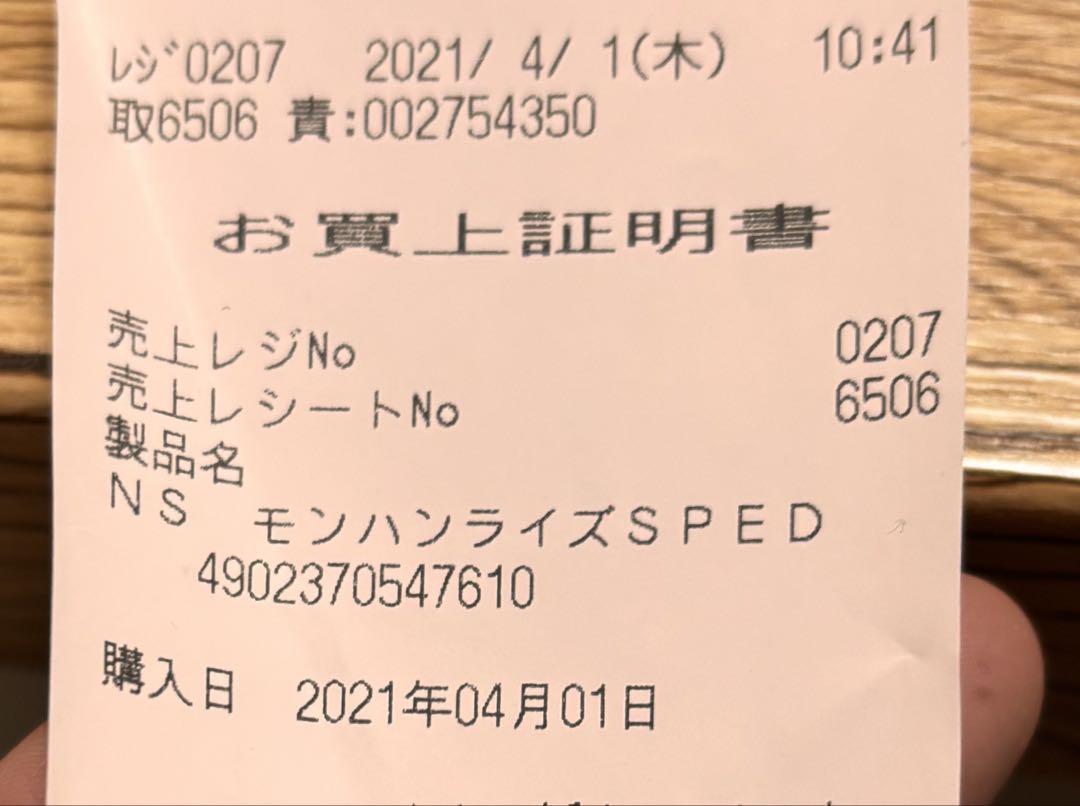 ﾚｼﾞ0207 2021/ 4/ 1(木) 10:41
取6506 責:002754350
お買上証明書
売上レジNo 0207
売上レシートNo 6506
製品名
ＮＳ モンハンライズＳＰＥＤ
4902370547610
購入日 2021年04月01日